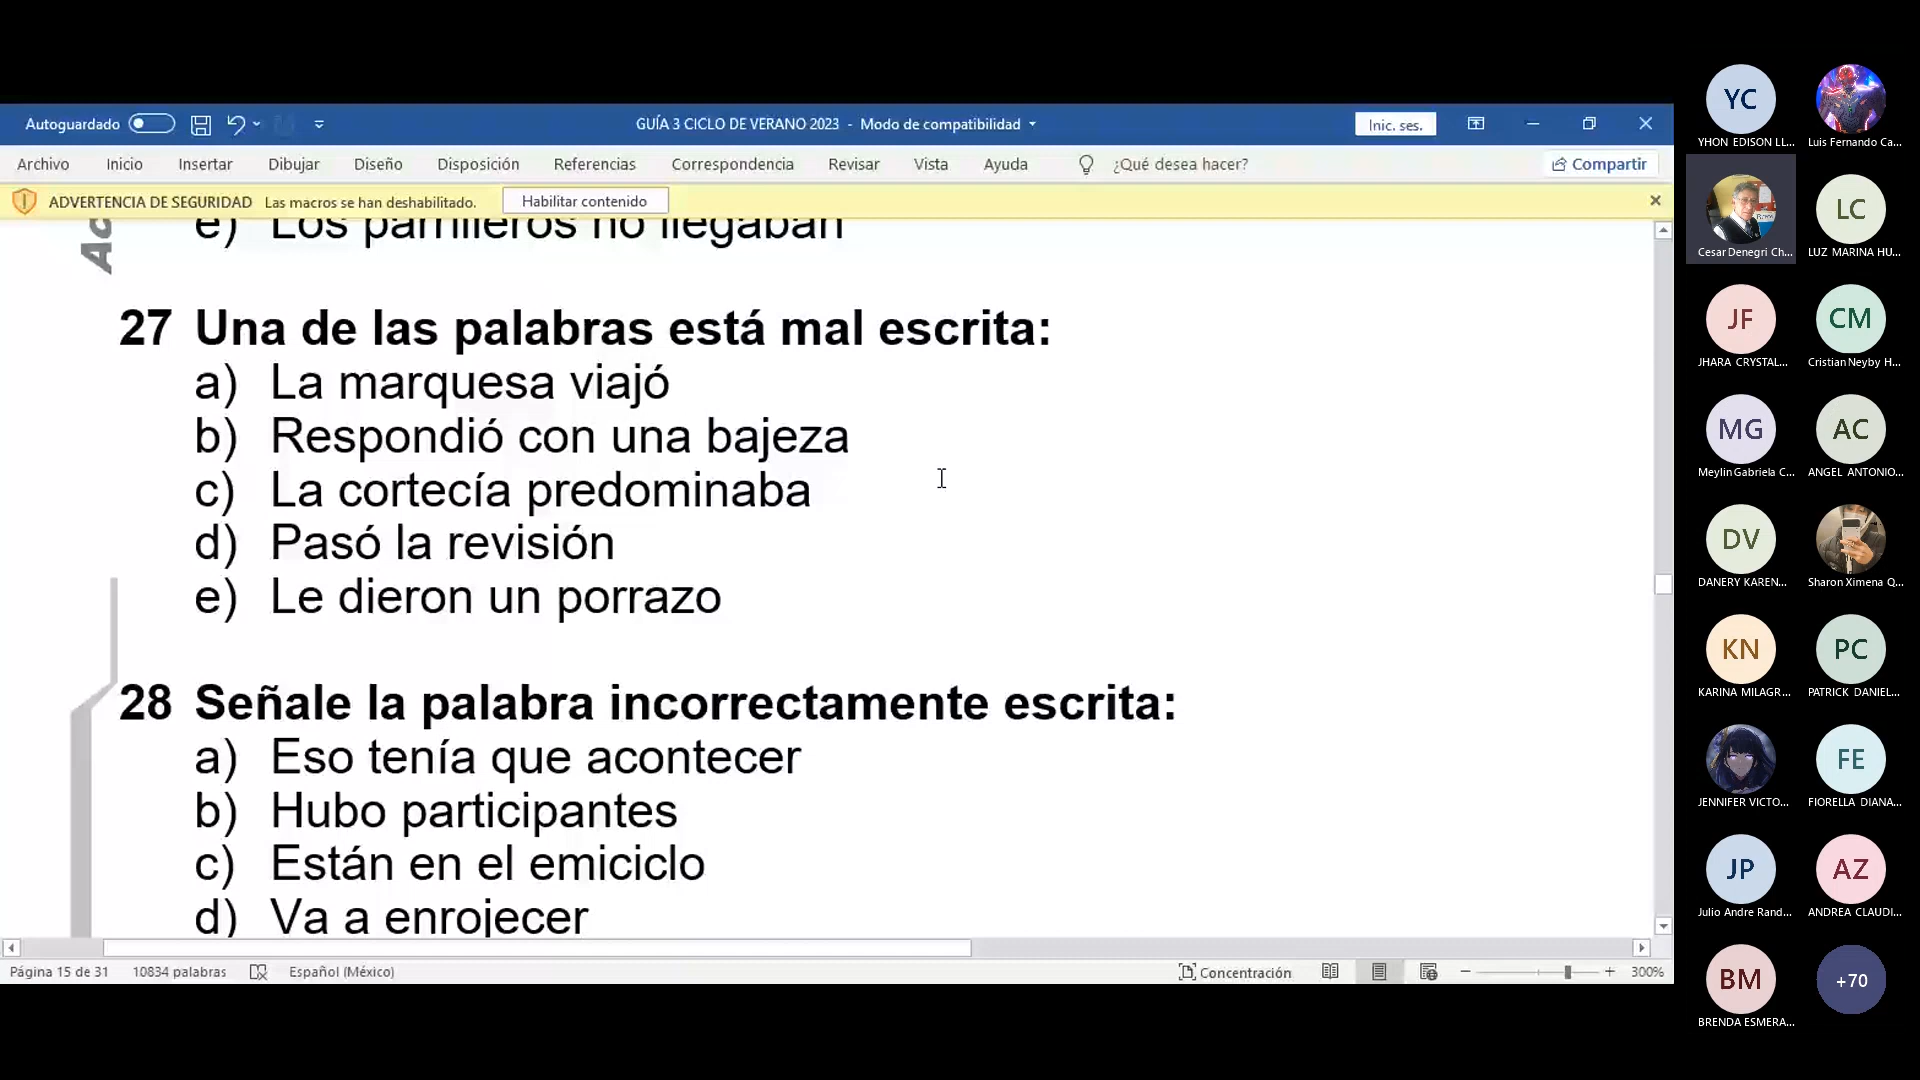 Autoguardado
GUÍA 3 CICLO DE VERANO 2023 - Modo de compatibilidad
Inic. ses.
Archivo Inicio Insertar Dibujar Diseño Disposición Referencias Correspondencia Revisar Vista Ayuda ¿Qué desea hacer? Compartir
ADVERTENCIA DE SEGURIDAD Las macros se han deshabilitado. Habilitar contenido
e) Los parrilleros no llegaban
27 Una de las palabras está mal escrita:
a) La marquesa viajó
b) Respondió con una bajeza
c) La cortecía predominaba
d) Pasó la revisión
e) Le dieron un porrazo
28 Señale la palabra incorrectamente escrita:
a) Eso tenía que acontecer
b) Hubo participantes
c) Están en el emiciclo
d) Va a enrojecer
Página 15 de 31 10834 palabras Español (México) Concentración 300%
YC
YHON EDISON LL... Luis Fernando Ca...
LC
Cesar Denegri Ch... LUZ MARINA HU...
JF CM
JHARA CRYSTAL... Cristian Neyby H...
MG AC
Meylin Gabriela C... ANGEL ANTONIO...
DV
DANERY KAREN... Sharon Ximena Q...
KN PC
KARINA MILAGR... PATRICK DANIEL...
FE
JENNIFER VICTO... FIORELLA DIANA...
JP AZ
Julio Andre Rand... ANDREA CLAUDI...
BM +70
BRENDA ESMERA...